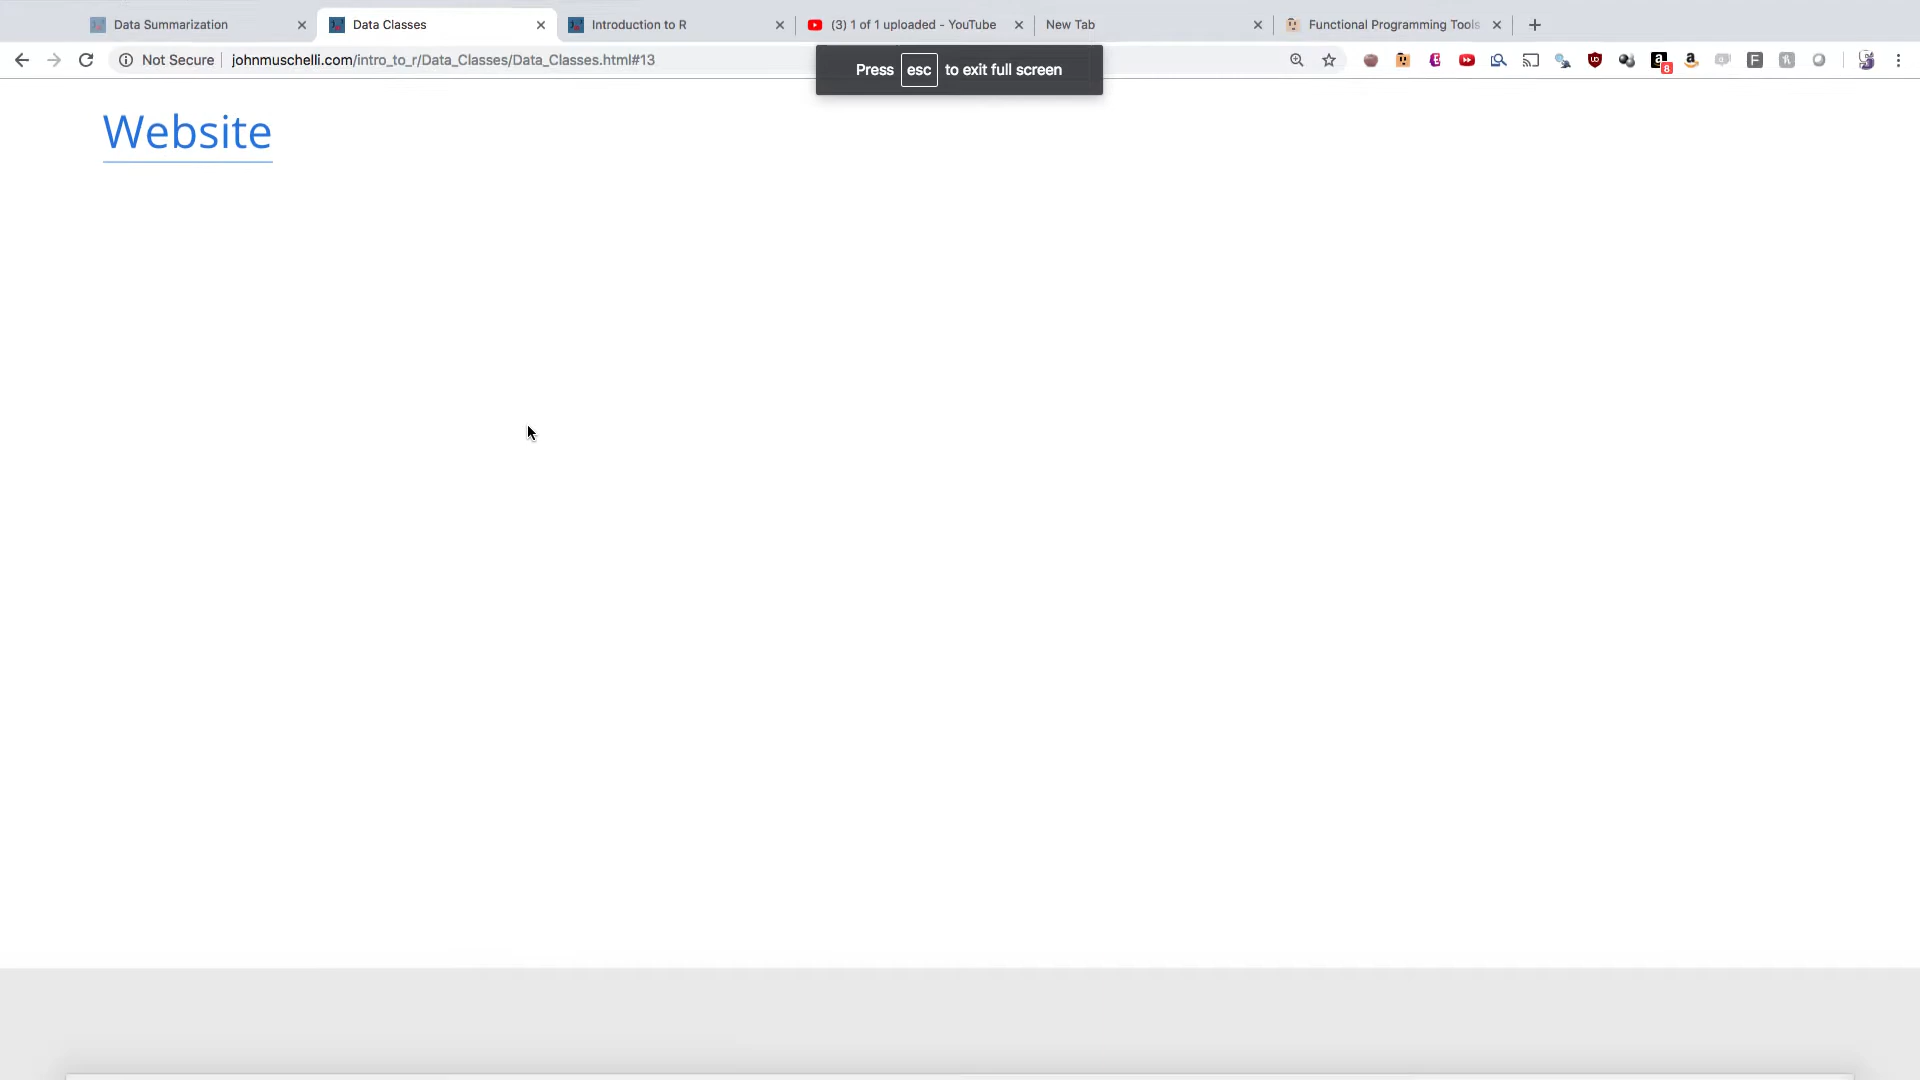 Data Summarization
Data Classes
Introduction to R
(3) 1 of 1 uploaded - YouTube
New Tab
Functional Programming Tools
Not Secure
johnmuschelli.com/intro_to_r/Data_Classes/Data_Classes.html#13
Press esc to exit full screen
8
Website